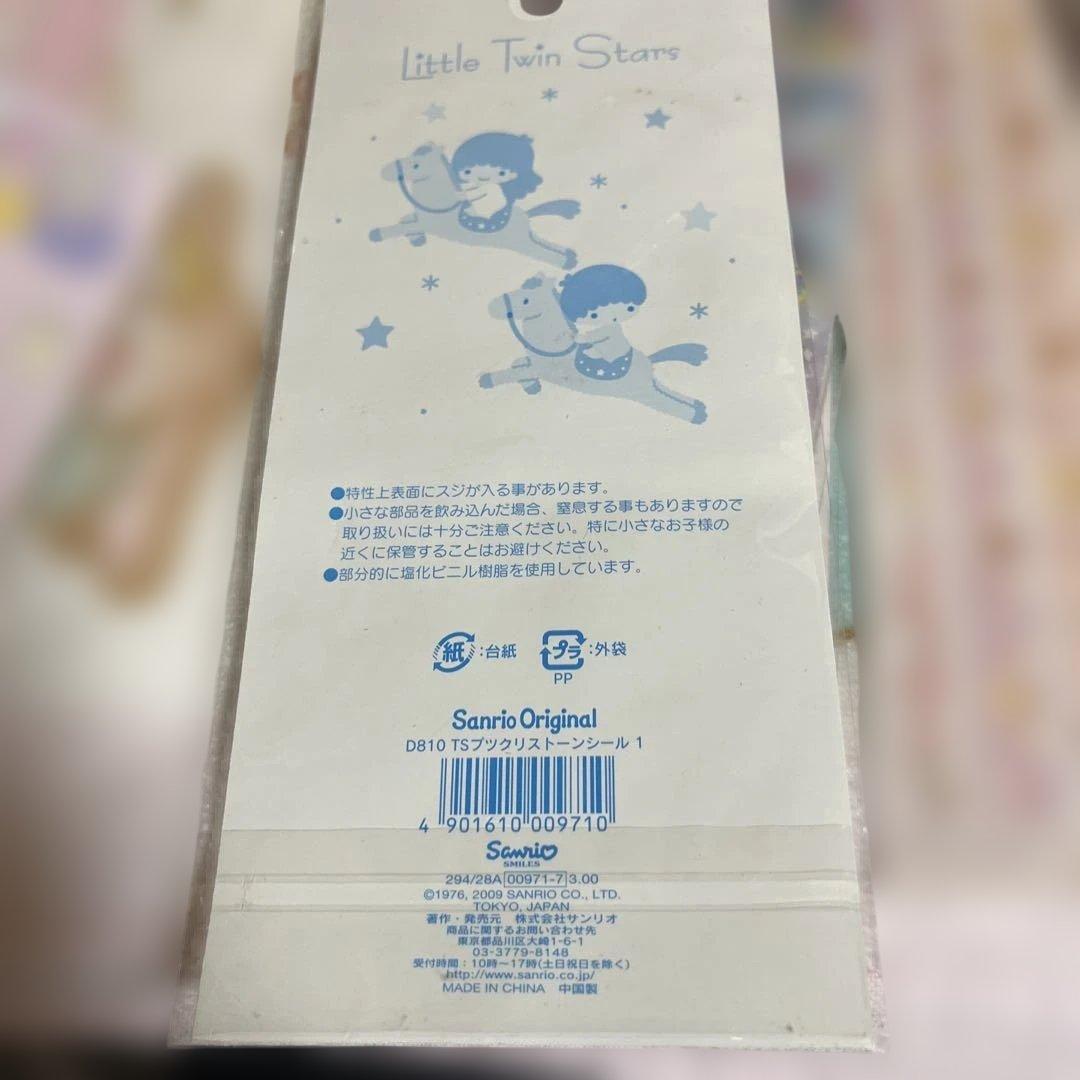 Little Twin Stars
●特性上表面にスジが入る事があります。
●小さな部品を飲み込んだ場合、窒息する事もありますので
取り扱いには十分ご注意ください。特に小さなお子様の
近くに保管することはお避けください。
●部分的に塩化ビニル樹脂を使用しています。
紙:台紙 プラ:外袋
PP
Sanrio Original
D810 TSプックリストーンシール 1
4 901610 009710
Sanrio
SMILES
294/28A 00971-7 3.00
©1976, 2009 SANRIO CO., LTD.
TOKYO, JAPAN
著作・発売元 株式会社サンリオ
商品に関するお問い合わせ先
東京都品川区大崎1-6-1
03-3779-8148
受付時間：10時～17時(土日祝日を除く)
http://www.sanrio.co.jp/
MADE IN CHINA 中国製